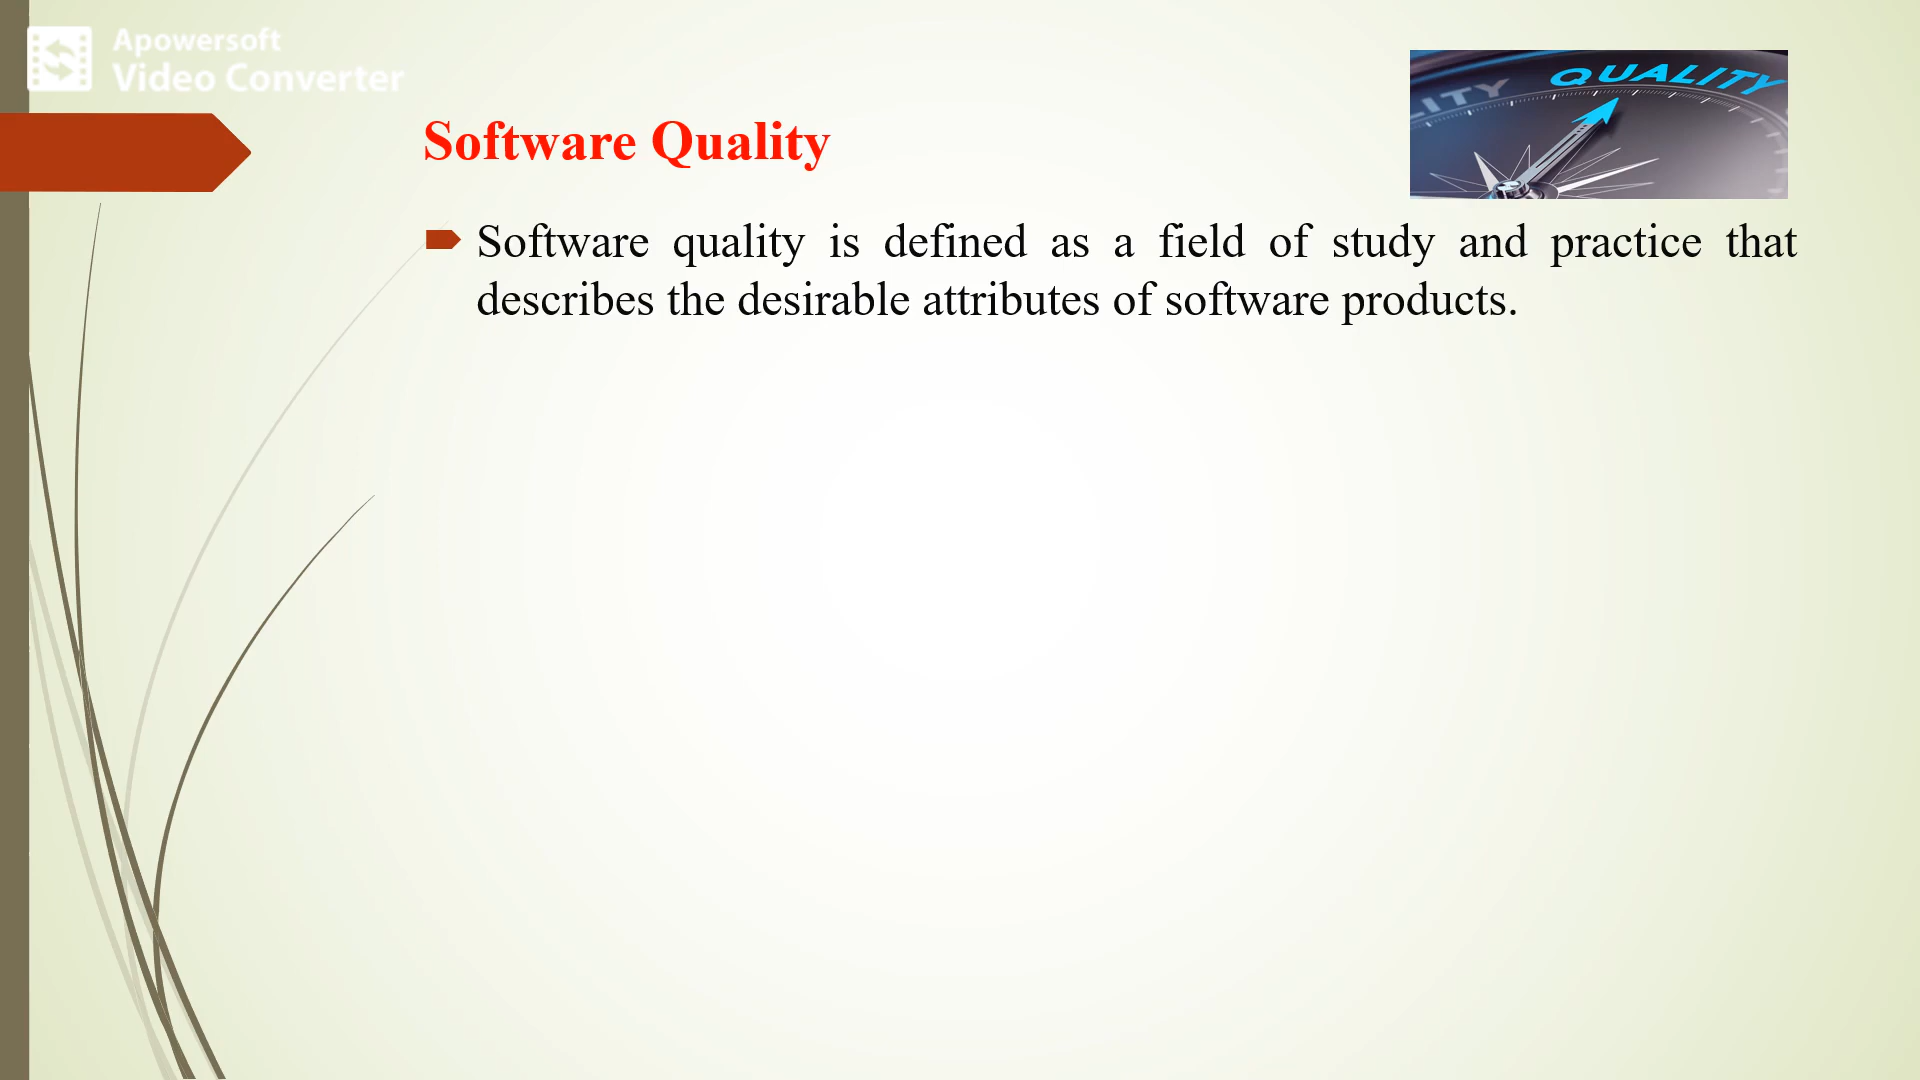 Apowersoft
Video Converter
LITY QUALITY
Software Quality
Software quality is defined as a field of study and practice that
describes the desirable attributes of software products.